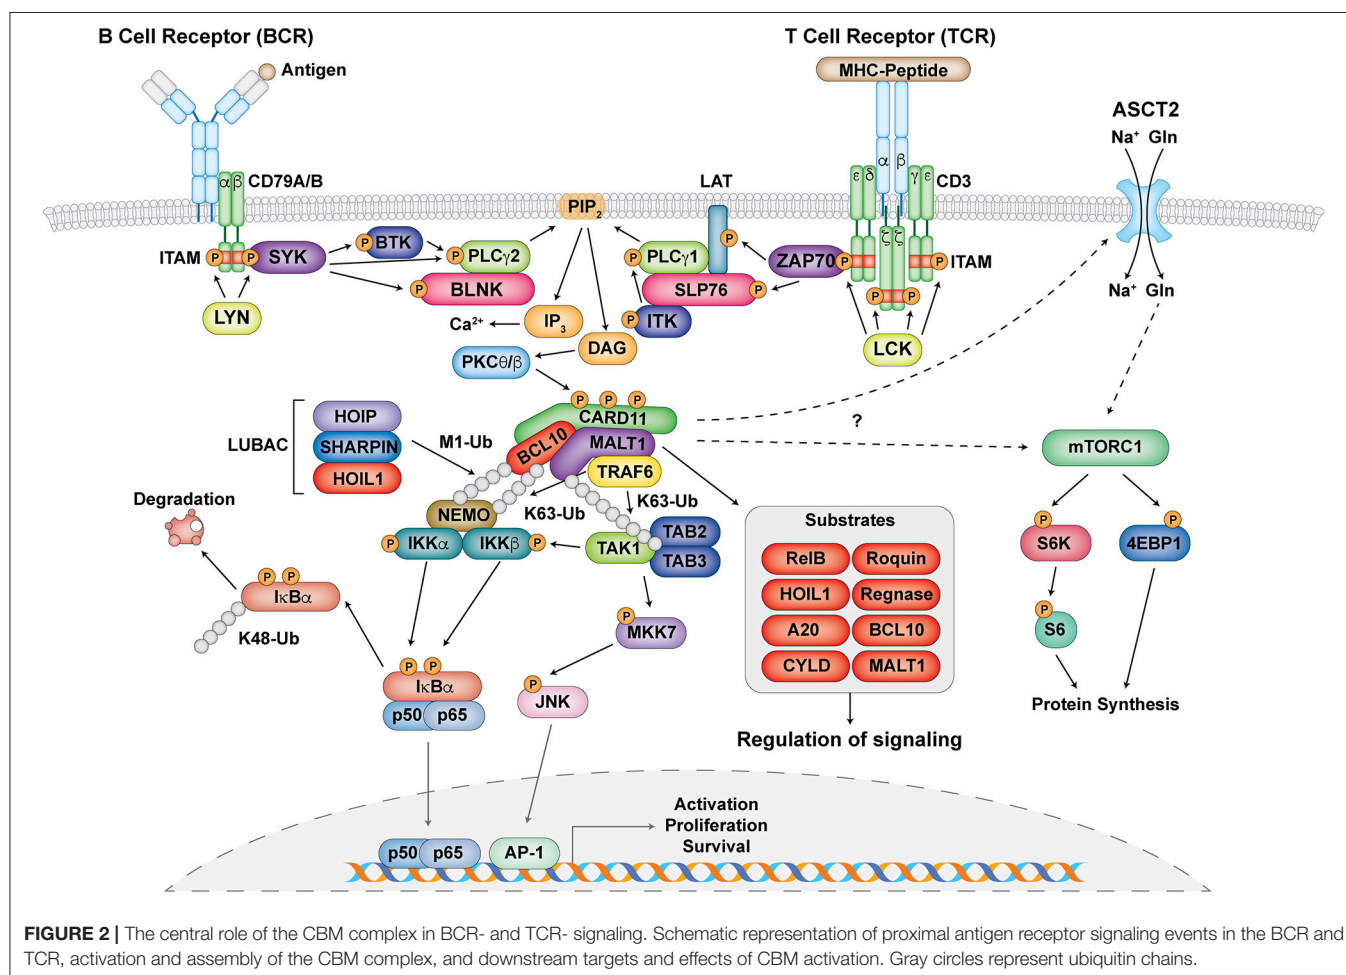 B Cell Receptor (BCR)
T Cell Receptor (TCR)
Antigen
MHC-Peptide
ASCT2
Na⁺ Gln
α β
CD79A/B
LAT
ε δ
α β
γ ε
CD3
PIP₂
ITAM
P
P
SYK
P
BTK
P
PLCγ2
P
BLNK
P
PLCγ1
P
SLP76
P
P
ITK
ZAP70
P
ζ ζ
P
P
P
ITAM
LYN
LCK
Na⁺ Gln
Ca²⁺
IP₃
DAG
PKCθ/β
P P P
CARD11
BCL10
MALT1
TRAF6
?
LUBAC
HOIP
SHARPIN
HOIL1
M1-Ub
K63-Ub
K63-Ub
mTORC1
Degradation
NEMO
P
IKKα
IKKβ
P
TAK1
TAB2
TAB3
P P
IκBα
K48-Ub
P
MKK7
P
JNK
P P
IκBα
p50 p65
Substrates
RelB
Roquin
HOIL1
Regnase
A20
BCL10
CYLD
MALT1
Regulation of signaling
P
S6K
P
4EBP1
P
S6
Protein Synthesis
Activation
Proliferation
Survival
p50 p65
AP-1
FIGURE 2 | The central role of the CBM complex in BCR- and TCR- signaling. Schematic representation of proximal antigen receptor signaling events in the BCR and
TCR, activation and assembly of the CBM complex, and downstream targets and effects of CBM activation. Gray circles represent ubiquitin chains.